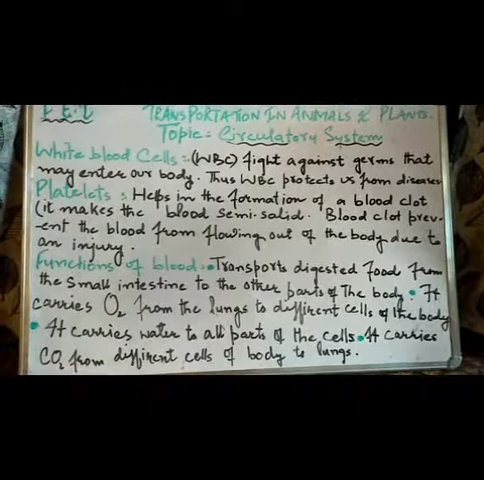 TRANSPORTATION IN ANIMALS & PLANTS.
Topic = Circulatory System
White blood Cells :. (WBC) fight against germs that
may enter our body. Thus WBC protects us from diseases
Platelets : Helps in the formation of a blood clot
(it makes the blood semi-solid. Blood clot prev-
ent the blood from flowing out of the body due to
an injury.
Functions of blood :• Transports digested food from
the small intestine to the other parts of The body • It
carries O2 from the lungs to diffirent cells of the body
• It carries water to all parts of the cells • It carries
CO2 from diffirent cells of body to lungs.